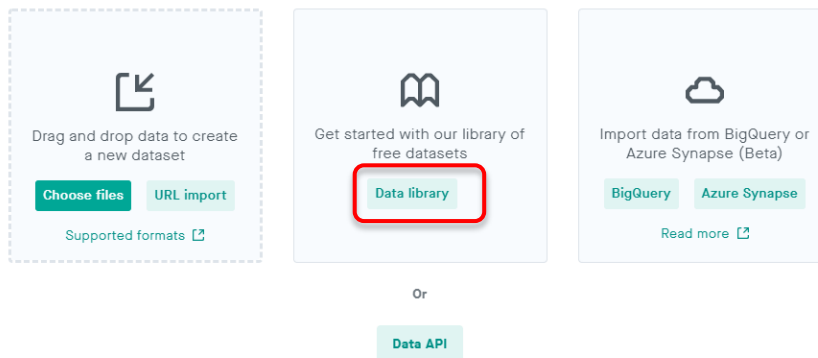 Drag and drop data to create
a new dataset
Choose files
URL import
Supported formats
Get started with our library of
free datasets
Data library
Import data from BigQuery or
Azure Synapse (Beta)
BigQuery
Azure Synapse
Read more
Or
Data API